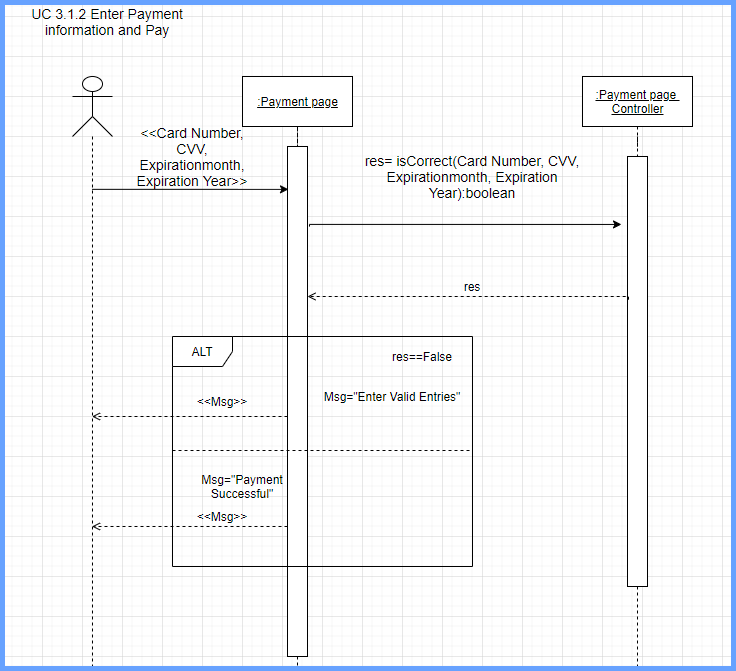 UC 3.1.2 Enter Payment
information and Pay
:Payment page
:Payment page
Controller
<<Card Number,
CVV,
Expirationmonth,
Expiration Year>>
res= isCorrect(Card Number, CVV,
Expirationmonth, Expiration
Year):boolean
res
ALT
res==False
<<Msg>>
Msg="Enter Valid Entries"
Msg="Payment
Successful"
<<Msg>>